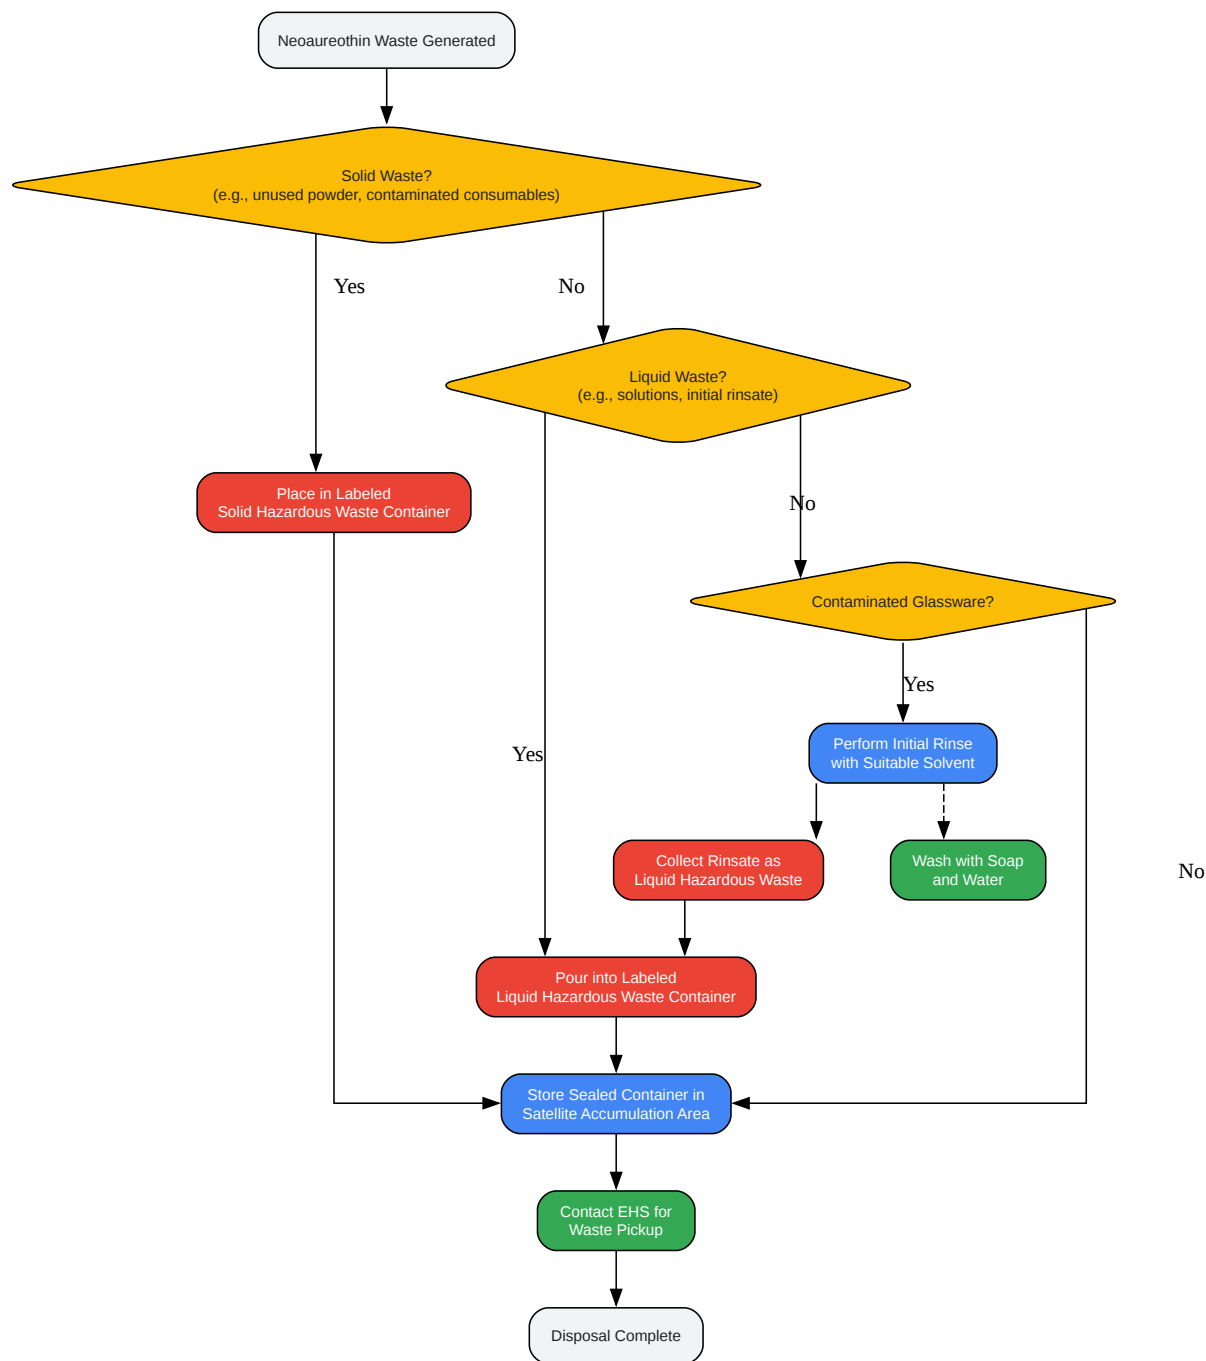 Neoaureothin Waste Generated
Solid Waste?
(e.g., unused powder, contaminated consumables)
Yes
No
Liquid Waste?
(e.g., solutions, initial rinsate)
Place in Labeled
Solid Hazardous Waste Container
No
Contaminated Glassware?
Yes
Perform Initial Rinse
with Suitable Solvent
Yes
Collect Rinsate as
Liquid Hazardous Waste
Wash with Soap
and Water
No
Pour into Labeled
Liquid Hazardous Waste Container
Store Sealed Container in
Satellite Accumulation Area
Contact EHS for
Waste Pickup
Disposal Complete